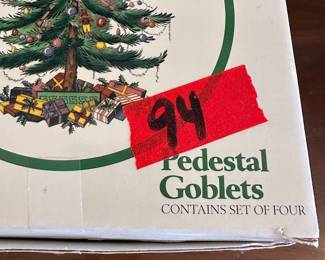 94
Pedestal
Goblets
CONTAINS SET OF FOUR